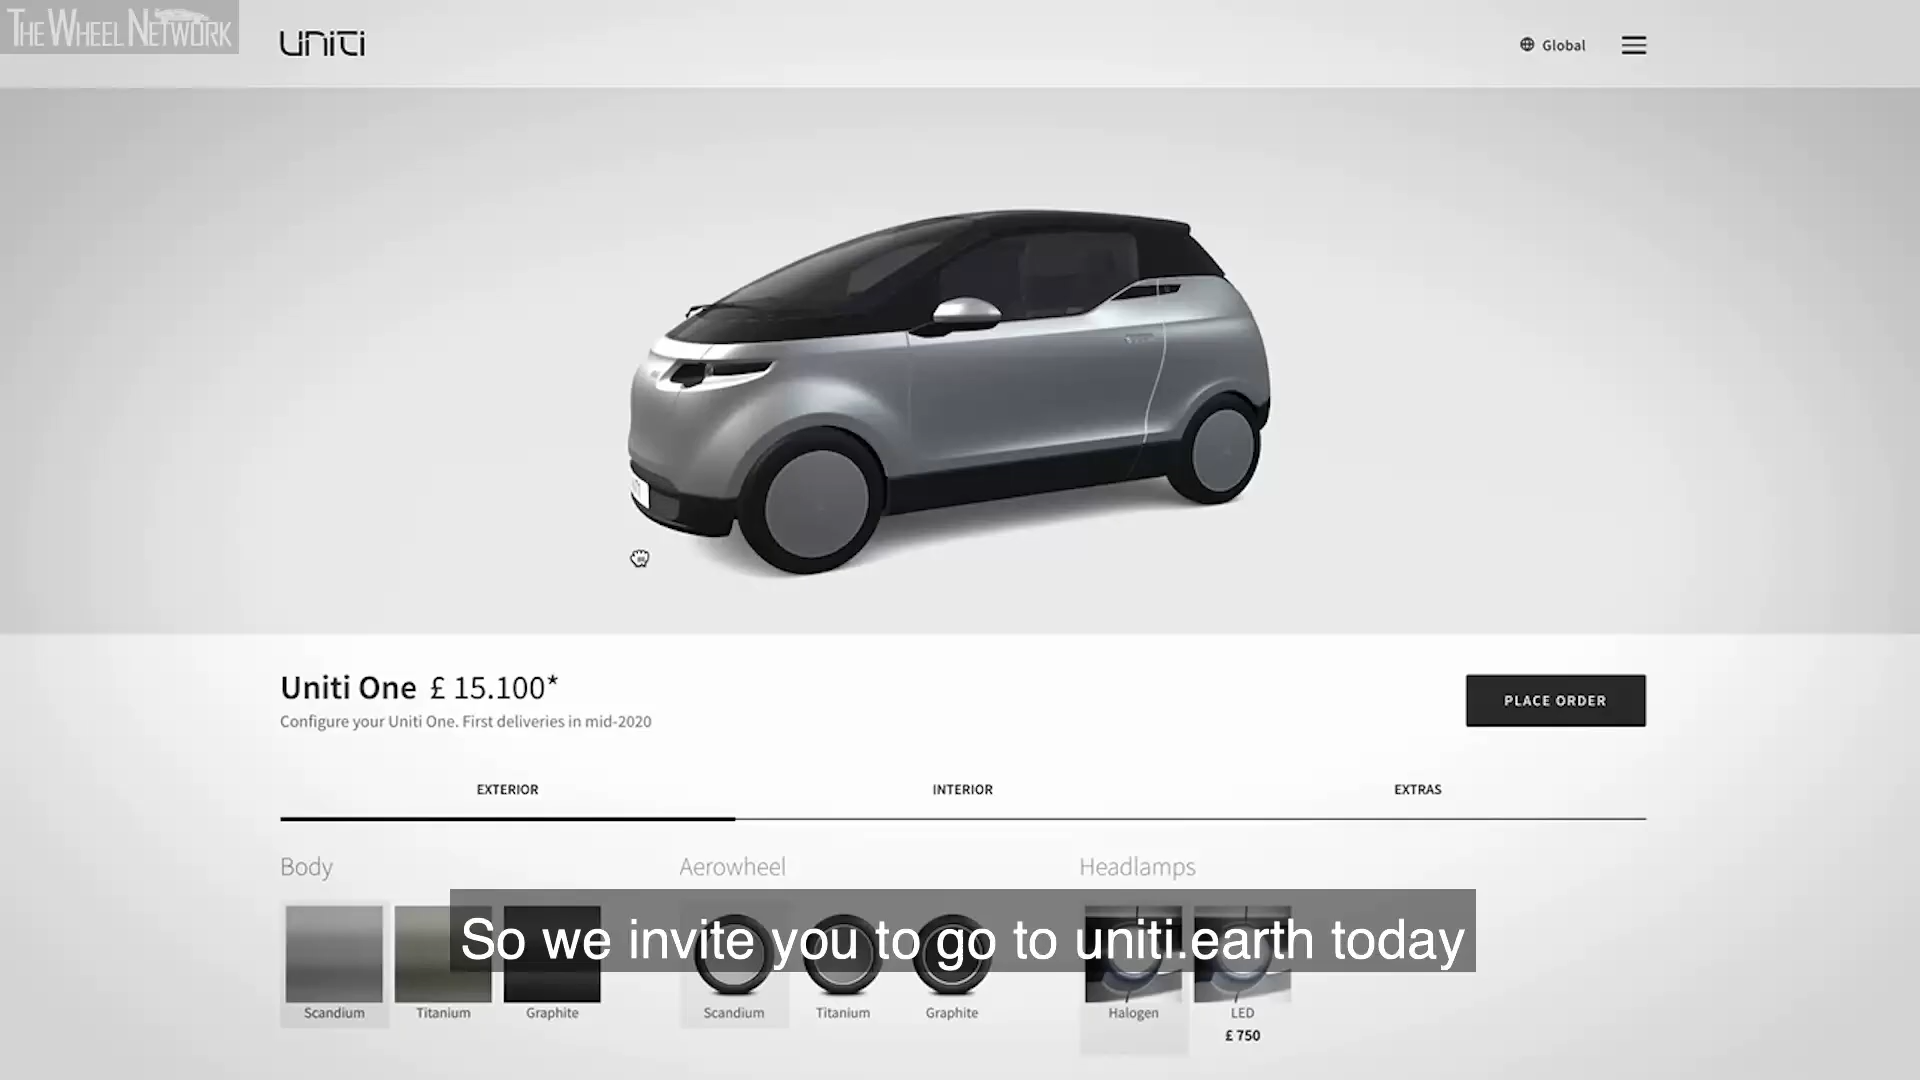 THE WHEEL NETWORK
uniti
Global
Uniti One £ 15.100*
Configure your Uniti One. First deliveries in mid-2020
PLACE ORDER
EXTERIOR
INTERIOR
EXTRAS
Body
Aerowheel
Headlamps
So we invite you to go to uniti.earth today
Scandium
Titanium
Graphite
Scandium
Titanium
Graphite
Halogen
LED
£ 750